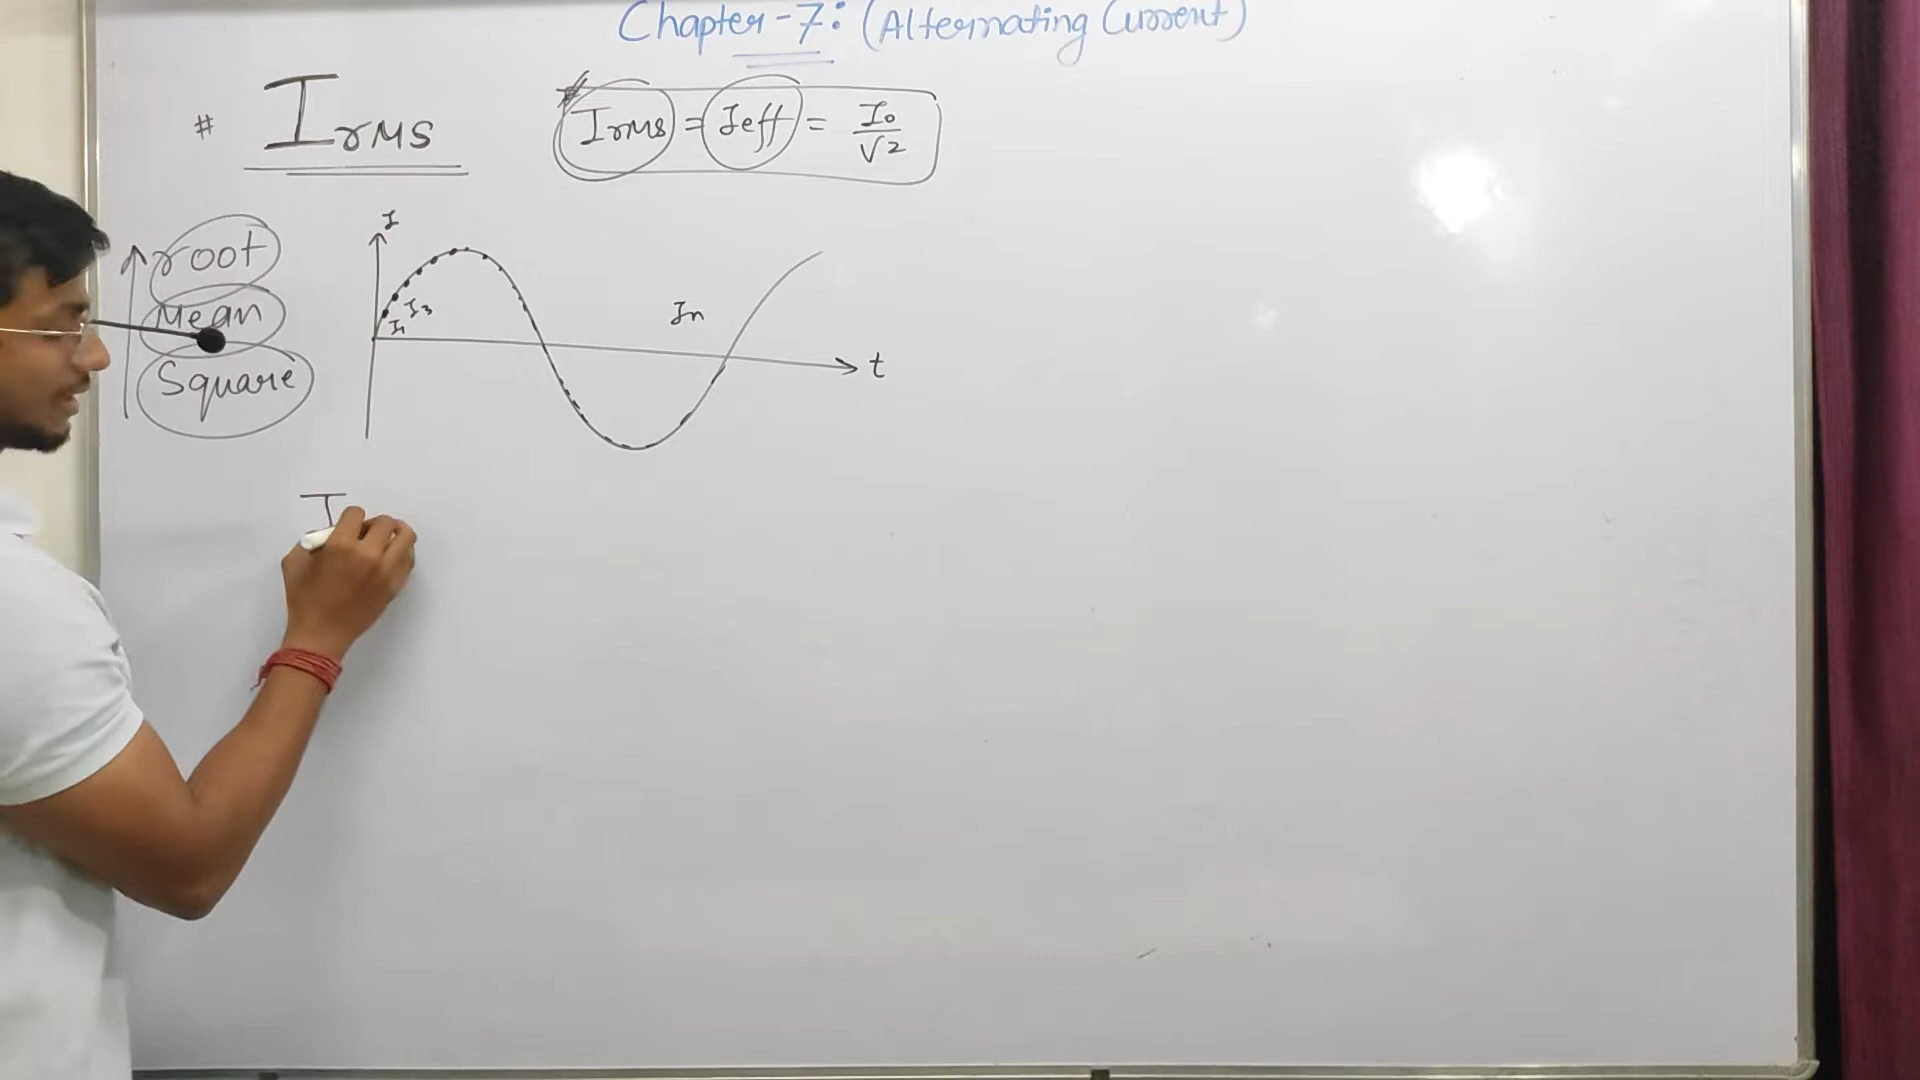 Chapter-7: (Alternating Current)
# Irms
Irms = Ieff = I₀/√2
root
Mean
Square
I
I₁ I₃
In
t
I